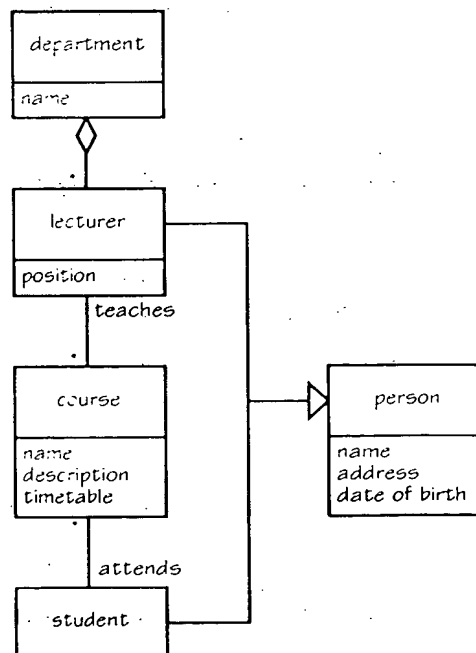 department
name
lecturer
position
teaches
course
name
description
timetable
attends
student
person
name
address
date of birth